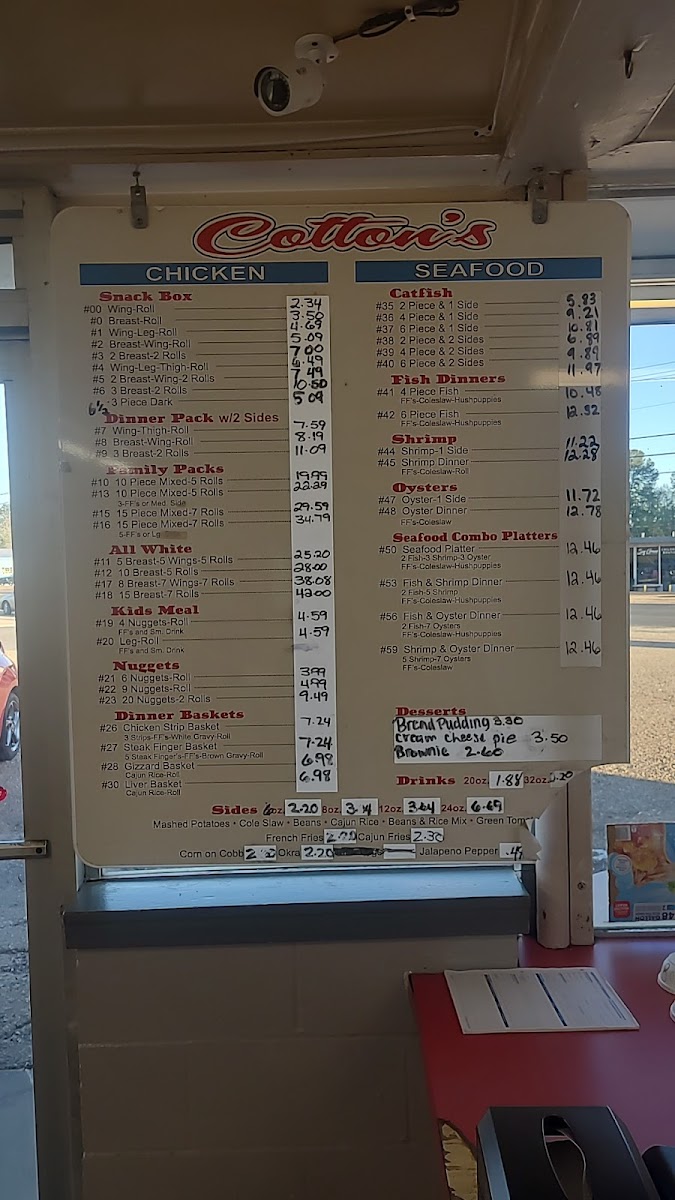 Cotton's
CHICKEN
Snack Box
#00 Wing-Roll 2.34
#0 Breast-Roll 3.50
#1 Wing-Leg-Roll 4.69
#2 Breast-Wing-Roll 5.09
#3 2 Breast-2 Rolls 7.00
#4 Wing-Leg-Thigh-Roll 6.49
#5 2 Breast-Wing-2 Rolls 7.49
#6 3 Breast-2 Rolls 10.50
6½ -3 Piece Dark 5.09
Dinner Pack w/2 Sides
#7 Wing-Thigh-Roll 7.59
#8 Breast-Wing-Roll 8.19
#9 3 Breast-2 Rolls 11.09
Family Packs
#10 10 Piece Mixed-5 Rolls 19.99
#13 10 Piece Mixed-5 Rolls 22.29
3-FF's or Med. Side
#15 15 Piece Mixed-7 Rolls 29.59
#16 15 Piece Mixed-7 Rolls 34.79
5-FF's or Lg
All White
#11 5 Breast-5 Wings-5 Rolls 25.20
#12 10 Breast-5 Rolls 28.00
#17 8 Breast-7 Wings-7 Rolls 38.08
#18 15 Breast-7 Rolls 42.00
Kids Meal
#19 4 Nuggets-Roll 4.59
FF's and Sm. Drink
#20 Leg-Roll 4.59
FF's and Sm. Drink
Nuggets
#21 6 Nuggets-Roll 3.99
#22 9 Nuggets-Roll 4.99
#23 20 Nuggets-2 Rolls 9.49
Dinner Baskets
#26 Chicken Strip Basket 7.24
3 Strips-FF's-White Gravy-Roll
#27 Steak Finger Basket 7.24
5 Steak Finger's-FF's-Brown Gravy-Roll
#28 Gizzard Basket 6.98
Cajun Rice-Roll
#30 Liver Basket 6.98
Cajun Rice-Roll
SEAFOOD
Catfish
#35 2 Piece & 1 Side 5.83
#36 4 Piece & 1 Side 9.21
#37 6 Piece & 1 Side 10.81
#38 2 Piece & 2 Sides 6.89
#39 4 Piece & 2 Sides 9.89
#40 6 Piece & 2 Sides 11.97
Fish Dinners
#41 4 Piece Fish 10.48
FF's-Coleslaw-Hushpuppies
#42 6 Piece Fish 12.52
FF's-Coleslaw-Hushpuppies
Shrimp
#44 Shrimp-1 Side 11.22
#45 Shrimp Dinner 12.28
FF's-Coleslaw-Roll
Oysters
#47 Oyster-1 Side 11.72
#48 Oyster Dinner 12.78
FF's-Coleslaw
Seafood Combo Platters
#50 Seafood Platter 12.46
2 Fish-3 Shrimp-3 Oyster
FF's-Coleslaw-Hushpuppies
#53 Fish & Shrimp Dinner 12.46
2 Fish-5 Shrimp
FF's-Coleslaw-Hushpuppies
#56 Fish & Oyster Dinner 12.46
2 Fish-7 Oysters
FF's-Coleslaw-Hushpuppies
#59 Shrimp & Oyster Dinner 12.46
5 Shrimp-7 Oysters
FF's-Coleslaw
Desserts
Bread Pudding 3.30
Cream cheese pie 3.50
Brownie 2.60
Drinks 20oz. 1.88 32oz. 2.20
Sides 6oz. 2.20 8oz. 3.14 12oz. 3.64 24oz. 6.69
Mashed Potatoes • Cole Slaw • Beans • Cajun Rice • Beans & Rice Mix • Green Tom
French Fries 2.20 Cajun Fries 2.30
Corn on Cobb Okra 2.20 Jalapeno Pepper .49